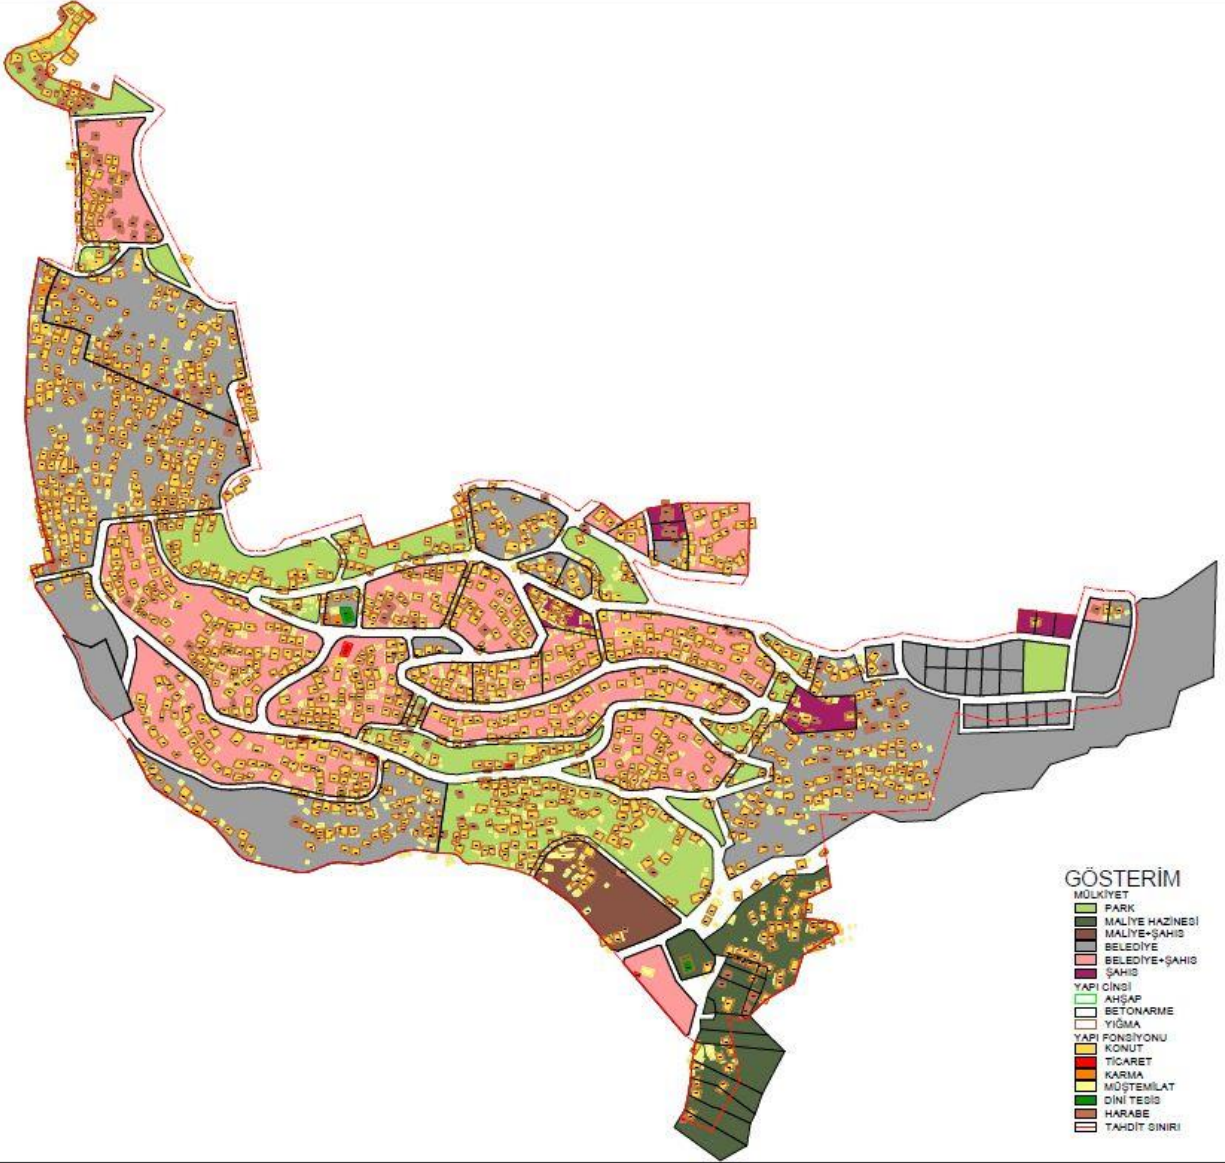 GÖSTERİM
MÜLKİYET
PARK
MALİYE HAZİNESİ
MALİYE+ŞAHIS
BELEDİYE
BELEDİYE+ŞAHIS
ŞAHIS
YAPI CİNSİ
AHŞAP
BETONARME
YIĞMA
YAPI FONSİYONU
KONUT
TİCARET
KARMA
MÜŞTEMİLAT
DİNİ TESİS
HARABE
TAHDİT SINIRI